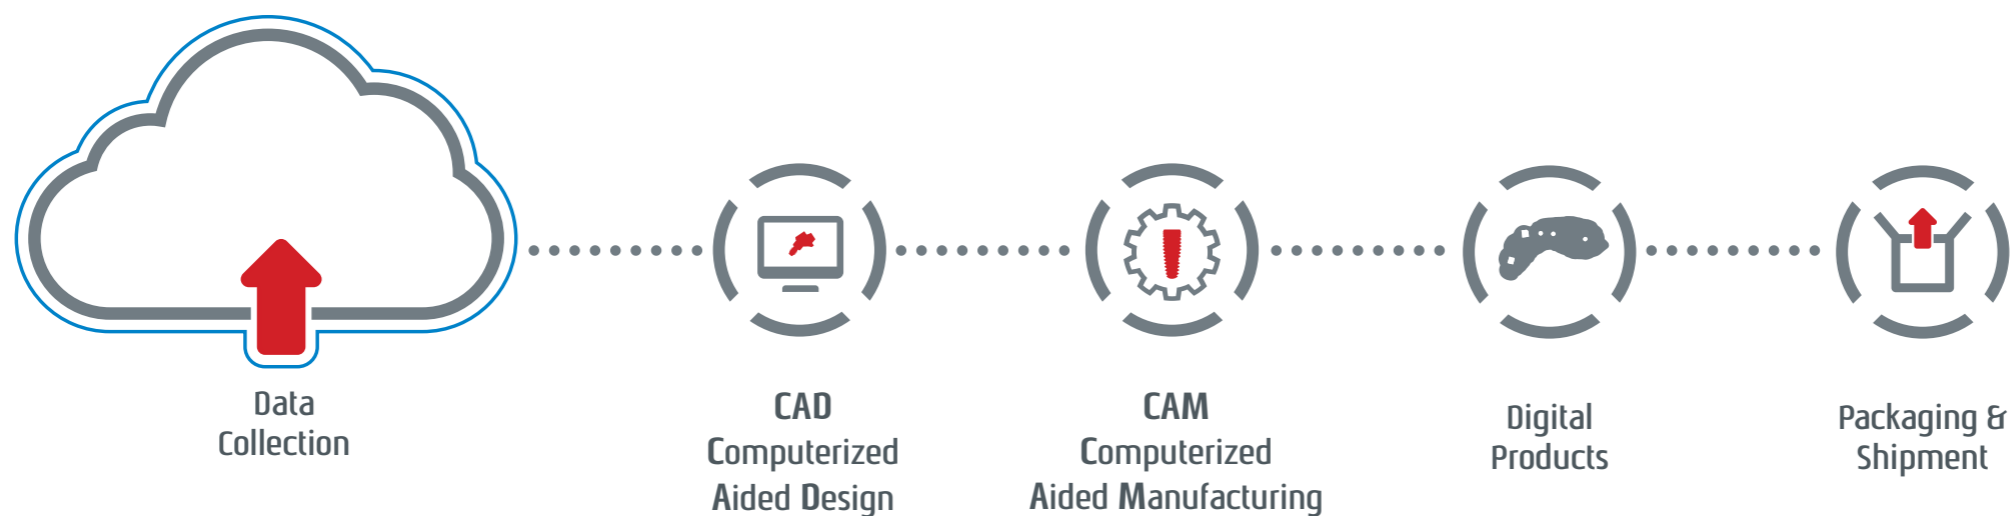 Data
Collection
CAD
Computerized
Aided Design
CAM
Computerized
Aided Manufacturing
Digital
Products
Packaging &
Shipment